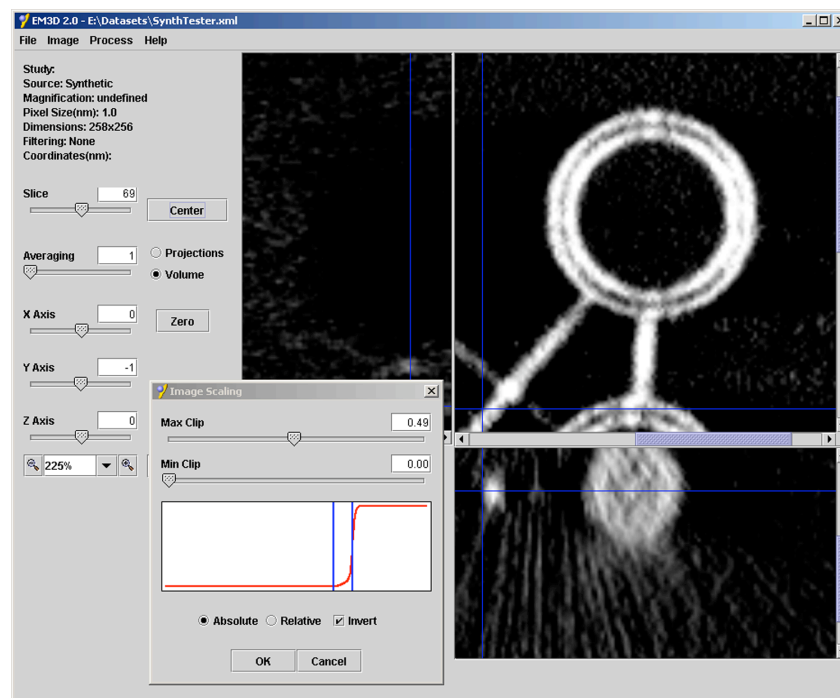 EM3D 2.0 - E:\Datasets\SynthTester.xml
File Image Process Help
Study:
Source: Synthetic
Magnification: undefined
Pixel Size(nm): 1.0
Dimensions: 258x256
Filtering: None
Coordinates(nm):
Slice 69
Center
Averaging 1
Projections
Volume
X Axis 0
Zero
Y Axis -1
Z Axis 0
225%
Image Scaling
Max Clip 0.49
Min Clip 0.00
Absolute Relative Invert
OK Cancel